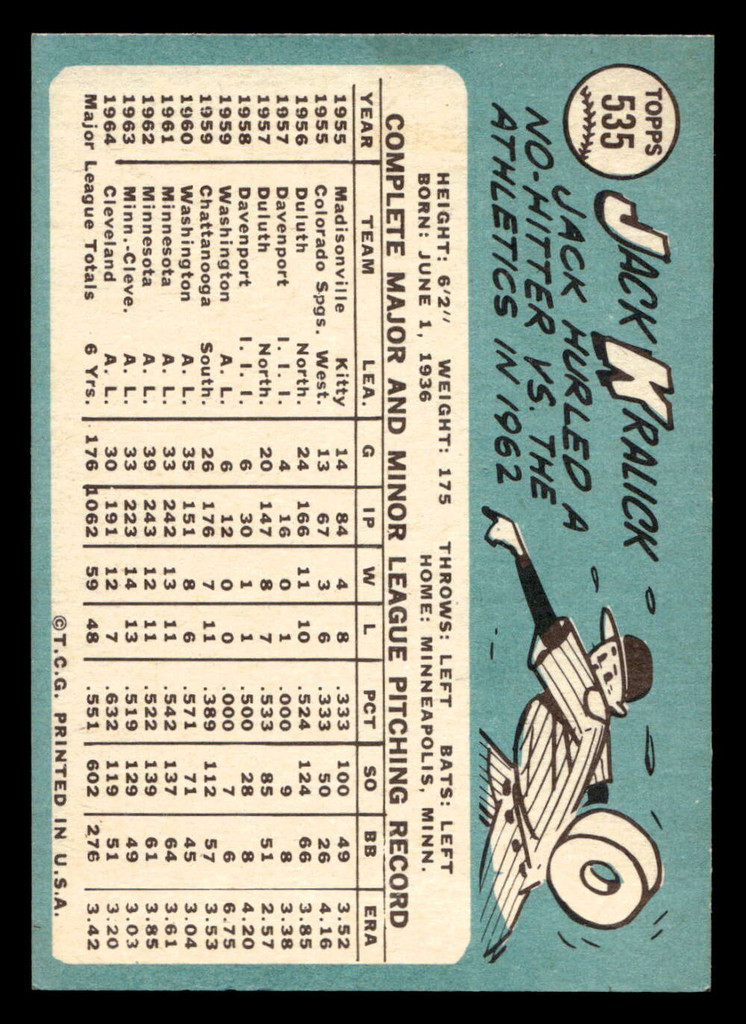 TOPPS
535
JACK KRALICK
JACK HURLED A
NO-HITTER VS. THE
ATHLETICS IN 1962
HEIGHT: 6'2" WEIGHT: 175 THROWS: LEFT BATS: LEFT
BORN: JUNE 1, 1936 HOME: MINNEAPOLIS, MINN.
COMPLETE MAJOR AND MINOR LEAGUE PITCHING RECORD
YEAR TEAM LEA. G IP W L PCT SO BB ERA
1955 Madisonville Kitty 14 84 4 8 .333 100 49 3.52
1955 Colorado Spgs. West. 13 67 3 6 .333 50 26 4.16
1956 Duluth North. 24 166 11 10 .524 124 66 3.85
1957 Davenport I. I. I. 4 16 0 1 .000 9 8 3.38
1957 Duluth North. 20 147 8 7 .533 85 51 2.57
1958 Davenport I. I. I. 6 30 1 1 .500 28 8 4.20
1959 Washington A. L. 6 12 0 0 .000 7 6 6.75
1959 Chattanooga South. 26 176 7 11 .389 112 57 3.53
1960 Washington A. L. 35 151 8 6 .571 71 45 3.04
1961 Minnesota A. L. 33 242 13 11 .542 137 64 3.61
1962 Minnesota A. L. 39 243 12 11 .522 139 61 3.85
1963 Minn.-Cleve. A. L. 33 223 14 13 .519 129 49 3.03
1964 Cleveland A. L. 30 191 12 7 .632 119 51 3.20
Major League Totals 6 Yrs. 176 1062 59 48 .551 602 276 3.42
©T.C.G. PRINTED IN U.S.A.